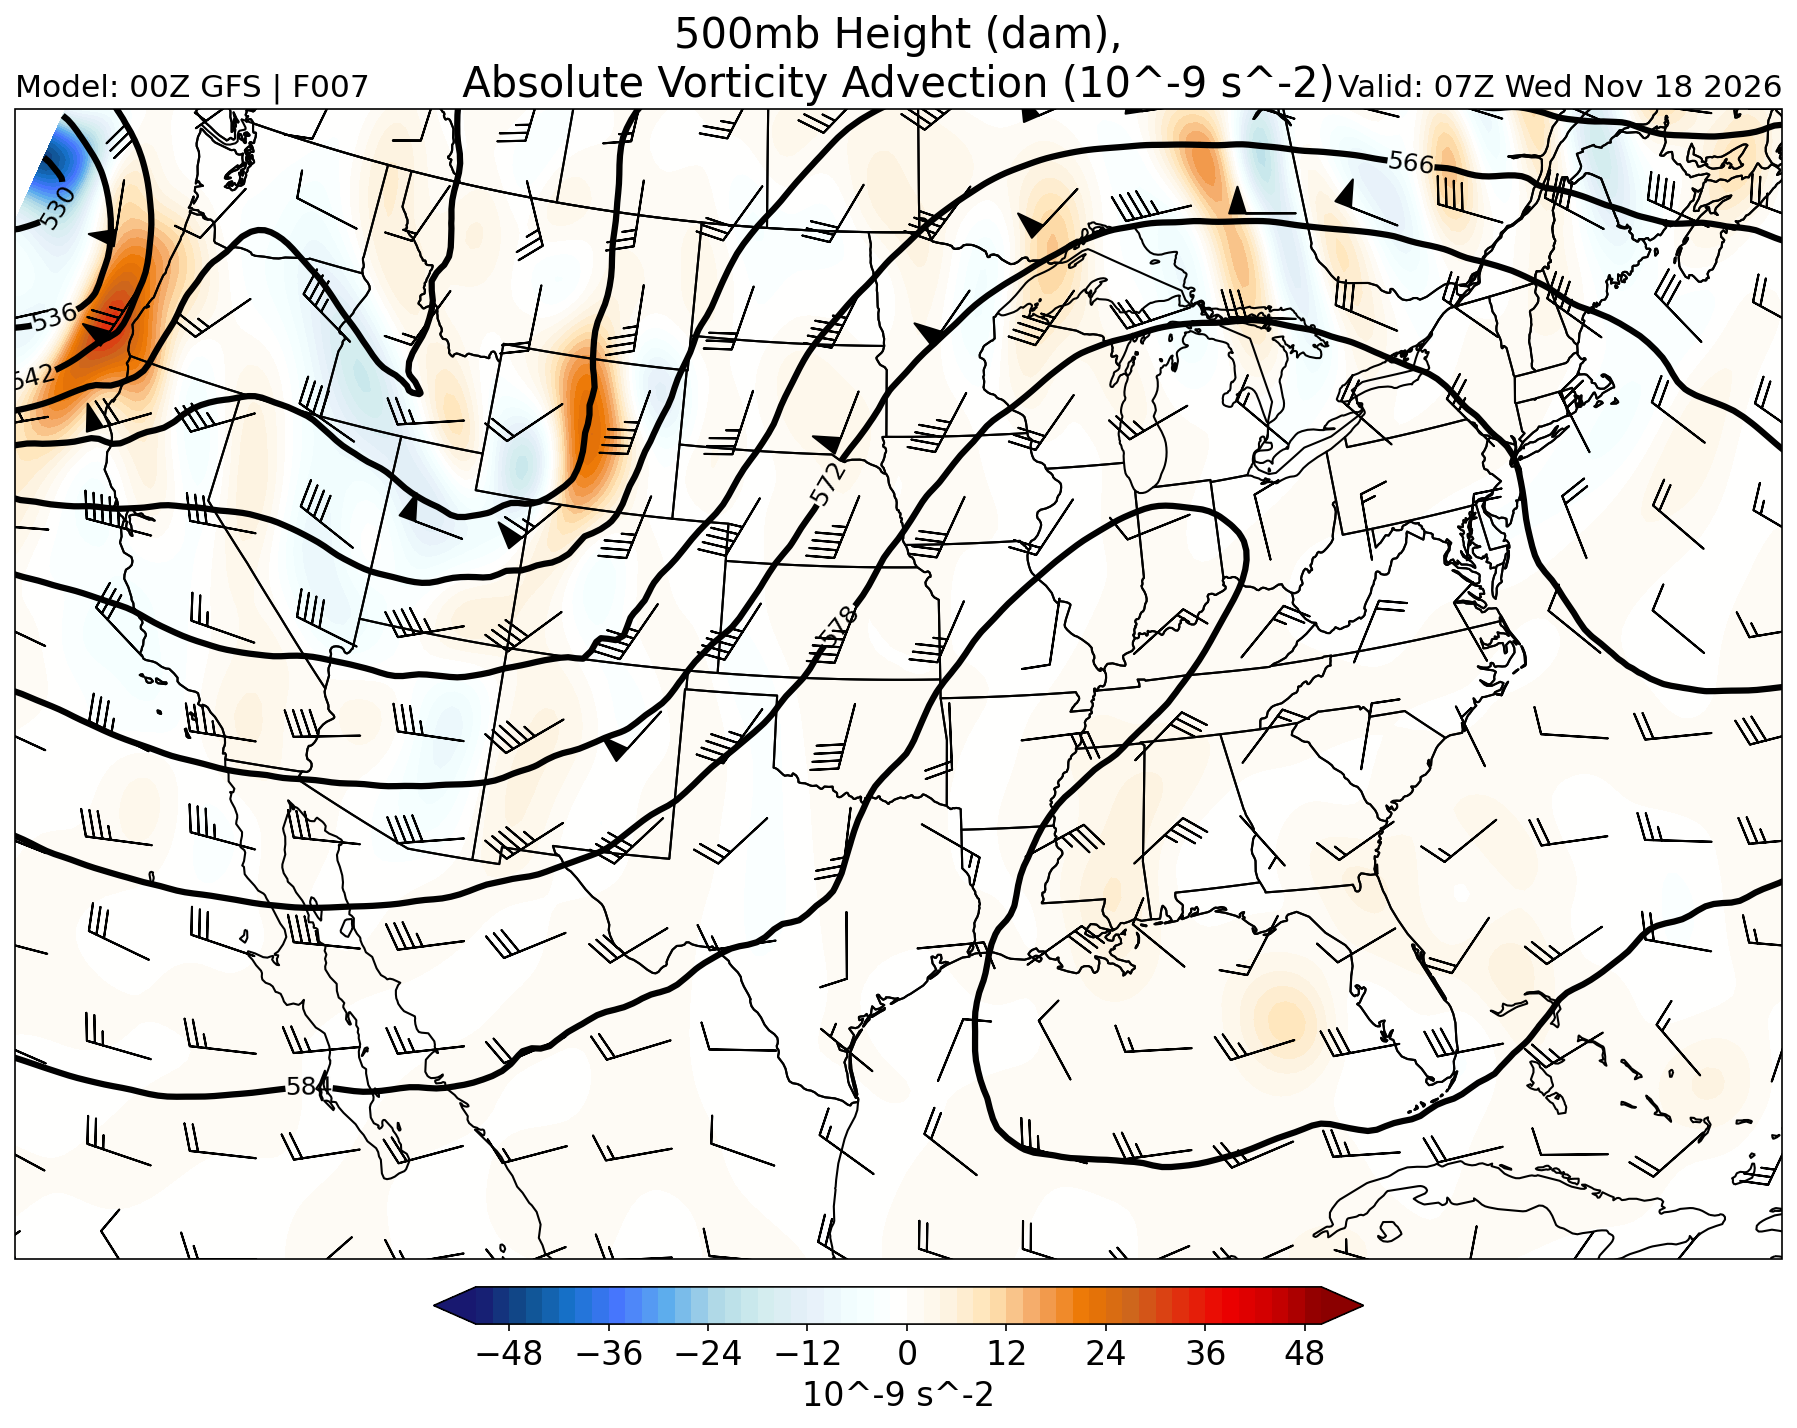 500mb Height (dam),
Absolute Vorticity Advection (10^-9 s^-2)
Model: 00Z GFS | F007
Valid: 07Z Wed Nov 18 2026
530
566
536
542
572
578
584
−48 −36 −24 −12 0 12 24 36 48
10^-9 s^-2